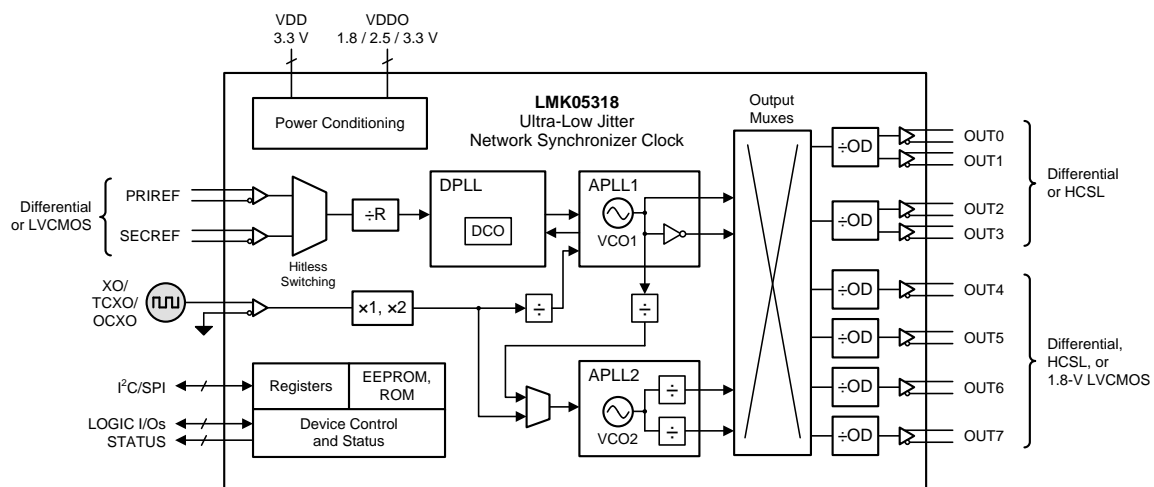 VDD
3.3 V
VDDO
1.8 / 2.5 / 3.3 V
Power Conditioning
LMK05318
Ultra-Low Jitter
Network Synchronizer Clock
Output
Muxes
Differential
or LVCMOS
PRIREF
SECREF
Hitless
Switching
÷R
DPLL
DCO
APLL1
VCO1
÷OD
OUT0
OUT1
Differential
or HCSL
÷OD
OUT2
OUT3
XO/
TCXO/
OCXO
×1, ×2
÷
÷
÷OD
OUT4
÷OD
OUT5
Differential,
HCSL, or
1.8-V LVCMOS
I²C/SPI
Registers
EEPROM,
ROM
LOGIC I/Os
STATUS
Device Control
and Status
APLL2
VCO2
÷
÷
÷OD
OUT6
÷OD
OUT7